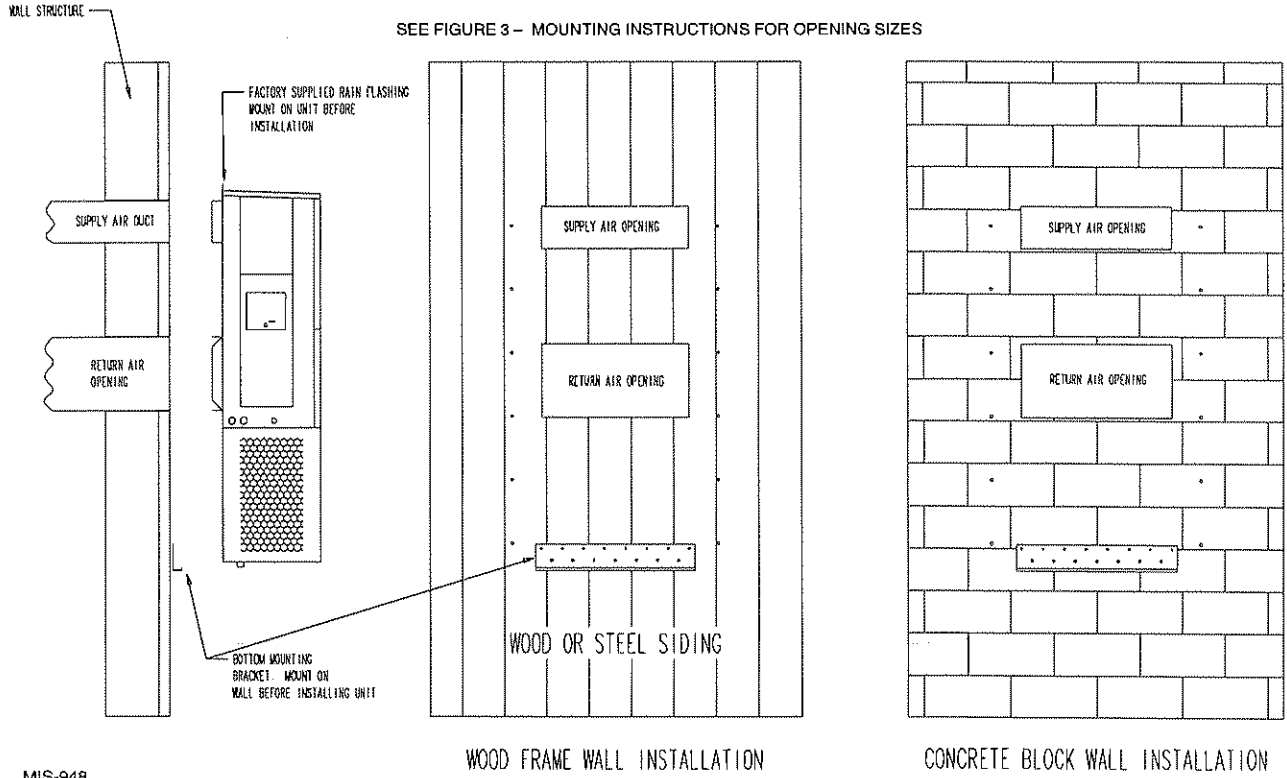 WALL STRUCTURE
SEE FIGURE 3 – MOUNTING INSTRUCTIONS FOR OPENING SIZES
FACTORY SUPPLIED RAIN FLASHING
MOUNT ON UNIT BEFORE
INSTALLATION
SUPPLY AIR DUCT
RETURN AIR
OPENING
BOTTOM MOUNTING
BRACKET. MOUNT ON
WALL BEFORE INSTALLING UNIT
SUPPLY AIR OPENING
RETURN AIR OPENING
WOOD OR STEEL SIDING
WOOD FRAME WALL INSTALLATION
SUPPLY AIR OPENING
RETURN AIR OPENING
CONCRETE BLOCK WALL INSTALLATION
MIS-948